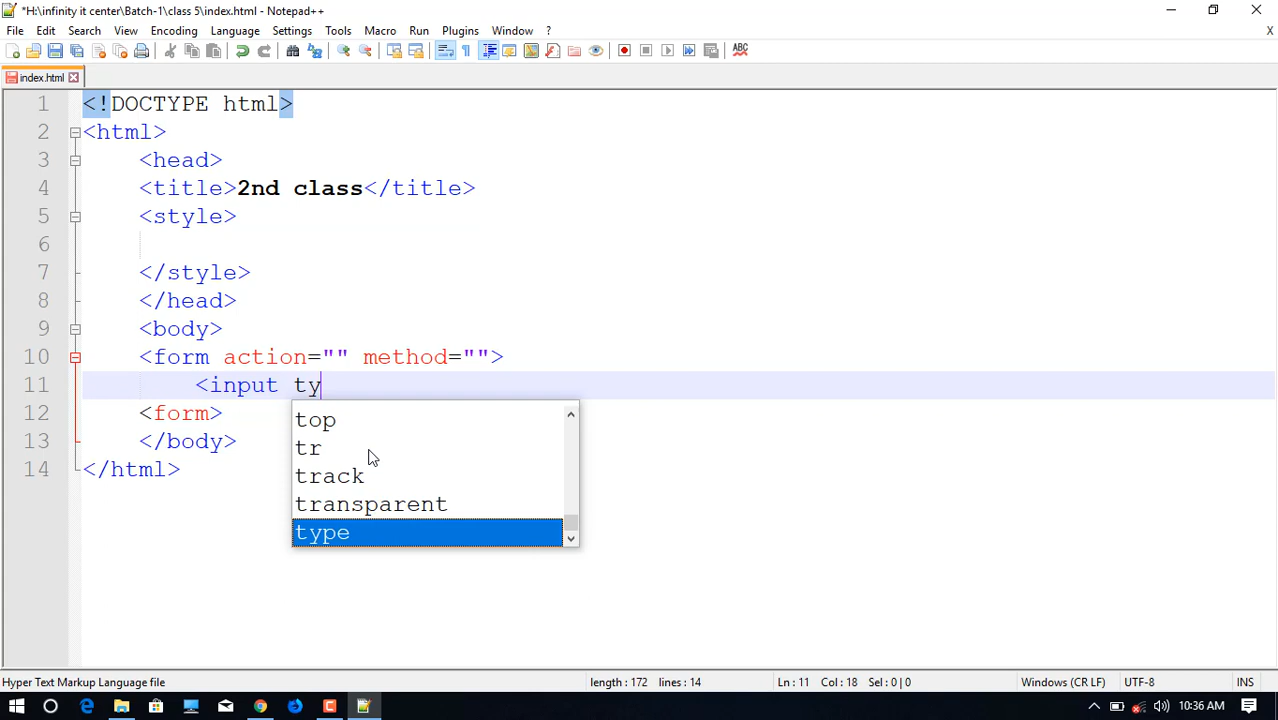 *H:\infinity it center\Batch-1\class 5\index.html - Notepad++
File Edit Search View Encoding Language Settings Tools Macro Run Plugins Window ? X
ABC
index.html
1 <!DOCTYPE html>
2 <html>
3 <head>
4 <title>2nd class</title>
5 <style>
6
7 </style>
8 </head>
9 <body>
10 <form action="" method="">
11 <input ty
12 <form>
13 </body>
14 </html>
top
tr
track
transparent
type
Hyper Text Markup Language file length : 172 lines : 14 Ln : 11 Col : 18 Sel : 0 | 0 Windows (CR LF) UTF-8 INS
10:36 AM